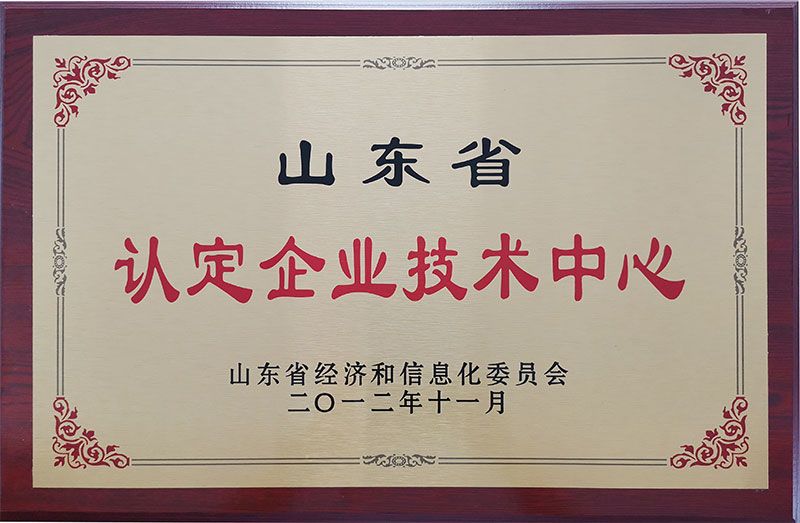 山东省
认定企业技术中心
山东省经济和信息化委员会
二〇一二年十一月